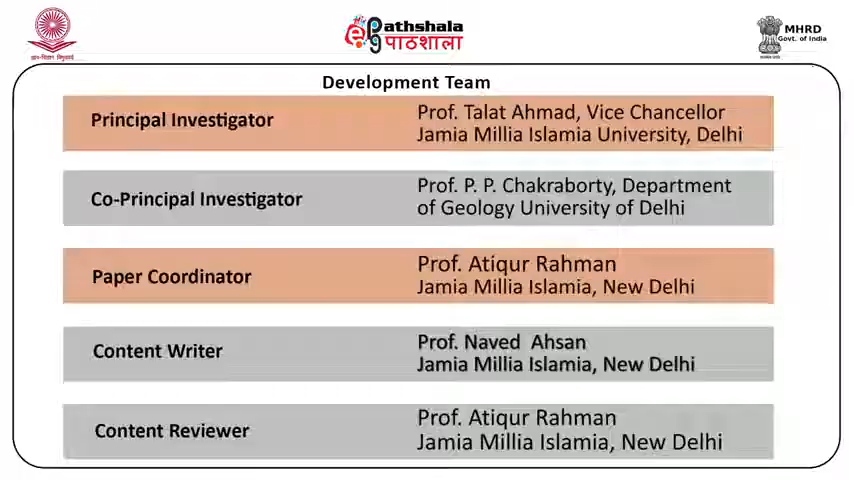 ePathshala
पाठशाला
MHRD
Govt. of India
ज्ञान-विज्ञान विमुक्तये
Development Team
Principal Investigator
Prof. Talat Ahmad, Vice Chancellor
Jamia Millia Islamia University, Delhi
Co-Principal Investigator
Prof. P. P. Chakraborty, Department
of Geology University of Delhi
Paper Coordinator
Prof. Atiqur Rahman
Jamia Millia Islamia, New Delhi
Content Writer
Prof. Naved Ahsan
Jamia Millia Islamia, New Delhi
Content Reviewer
Prof. Atiqur Rahman
Jamia Millia Islamia, New Delhi